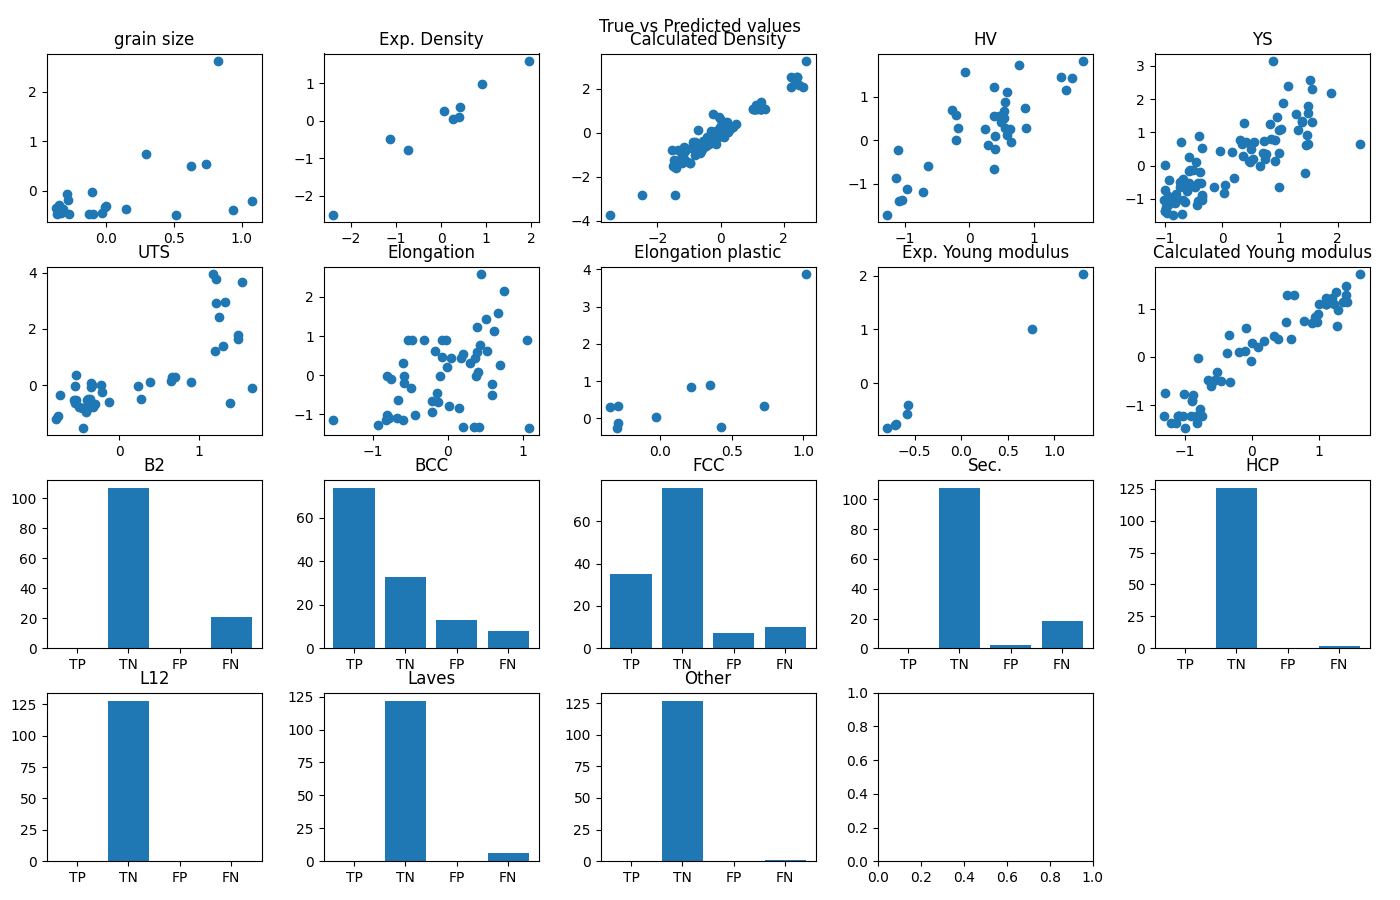 True vs Predicted values
grain size Exp. Density Calculated Density HV YS
2 1 0
0.0 0.5 1.0
1 0 −1 −2
−2 −1 0 1 2
2 0 −2 −4
−2 0 2
1 0 −1
−1 0 1
3 2 1 0 −1
−1 0 1 2
UTS Elongation Elongation plastic Exp. Young modulus Calculated Young modulus
4 2 0
0 1
2 1 0 −1
−1 0 1
4 3 2 1 0
0.0 0.5 1.0
2 1 0
−0.5 0.0 0.5 1.0
1 0 −1
−1 0 1
B2 BCC FCC Sec. HCP
100 80 60 40 20 0
TP TN FP FN
60 40 20 0
TP TN FP FN
60 40 20 0
TP TN FP FN
100 80 60 40 20 0
TP TN FP FN
125 100 75 50 25 0
TP TN FP FN
L12 Laves Other
125 100 75 50 25 0
TP TN FP FN
125 100 75 50 25 0
TP TN FP FN
125 100 75 50 25 0
TP TN FP FN
1.0 0.8 0.6 0.4 0.2 0.0
0.0 0.2 0.4 0.6 0.8 1.0